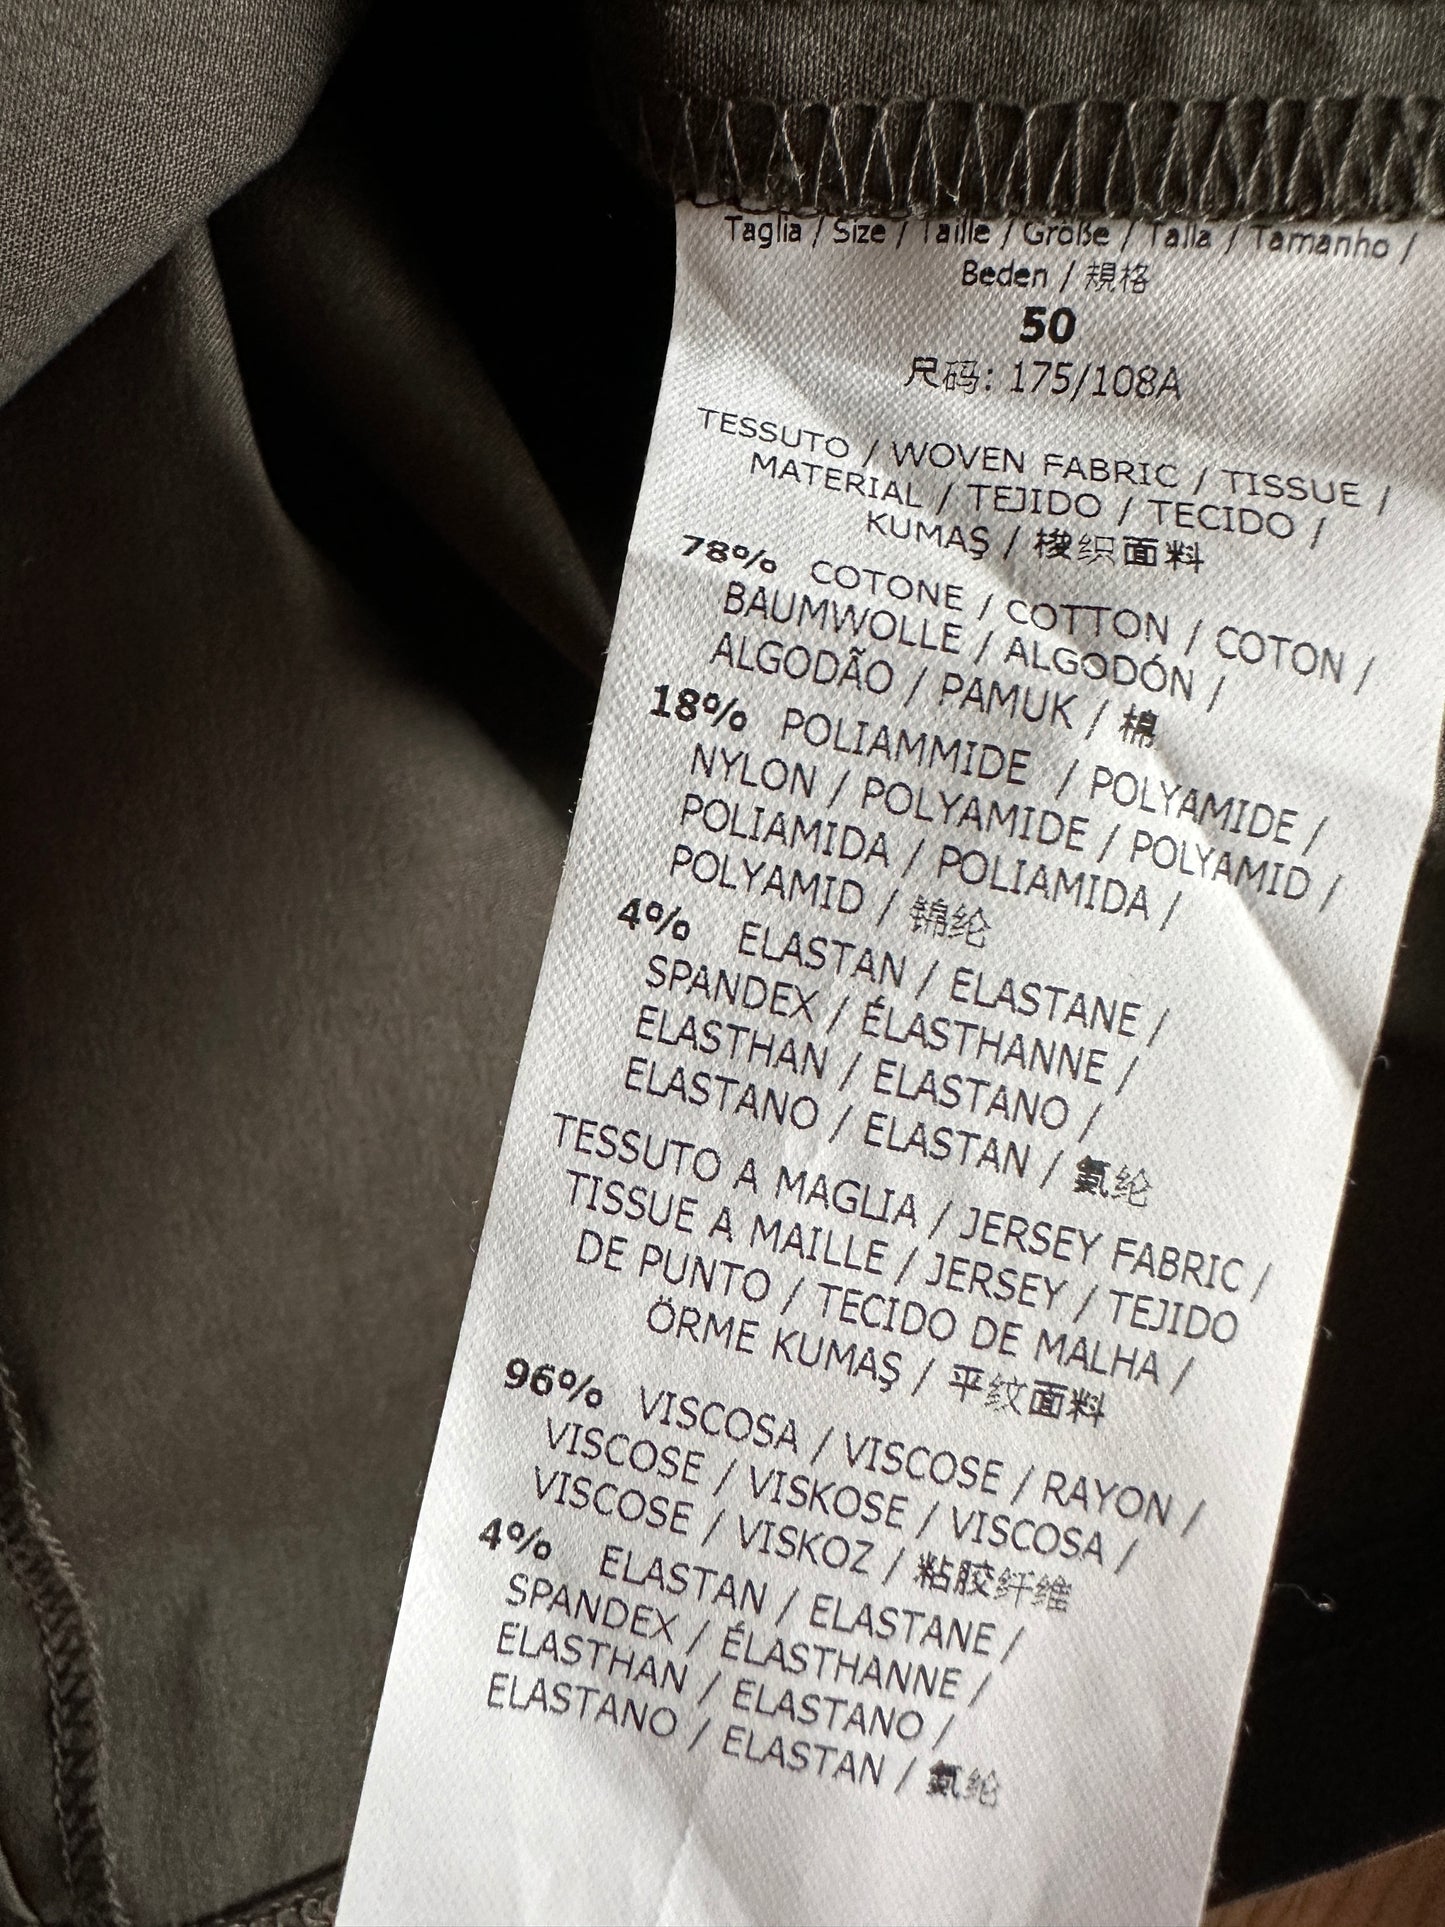 Taglia / Size / Taille / Größe / Talla / Tamanho /
Beden / 規格
50
尺码: 175/108A
TESSUTO / WOVEN FABRIC / TISSUE /
MATERIAL / TEJIDO / TECIDO /
KUMAŞ / 梭织面料
78% COTONE / COTTON / COTON /
BAUMWOLLE / ALGODÓN /
ALGODÃO / PAMUK / 棉
18% POLIAMMIDE / POLYAMIDE /
NYLON / POLYAMIDE / POLYAMID /
POLIAMIDA / POLIAMIDA /
POLYAMID / 锦纶
4% ELASTAN / ELASTANE /
SPANDEX / ÉLASTHANNE /
ELASTHAN / ELASTANO /
ELASTANO / ELASTAN / 氨纶
TESSUTO A MAGLIA / JERSEY FABRIC /
TISSUE A MAILLE / JERSEY / TEJIDO
DE PUNTO / TECIDO DE MALHA /
ÖRME KUMAŞ / 平纹面料
96% VISCOSA / VISCOSE / RAYON /
VISCOSE / VISKOSE / VISCOSA /
VISCOSE / VISKOZ / 粘胶纤维
4% ELASTAN / ELASTANE /
SPANDEX / ÉLASTHANNE /
ELASTHAN / ELASTANO /
ELASTANO / ELASTAN / 氨纶